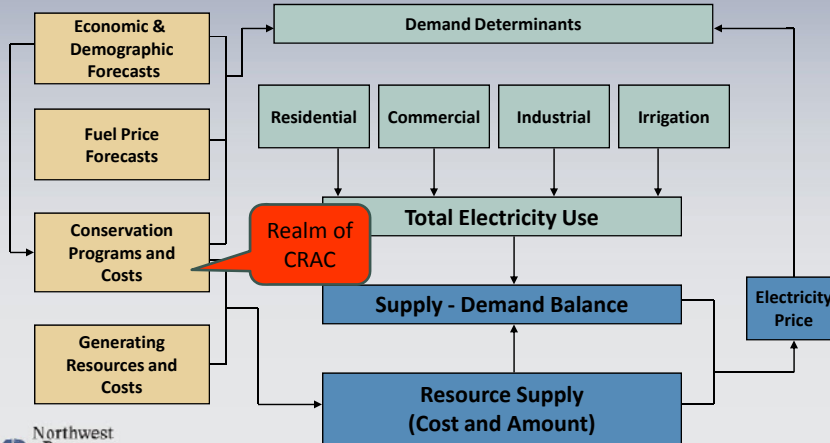 Economic &
Demographic
Forecasts
Demand Determinants
Fuel Price
Forecasts
Residential
Commercial
Industrial
Irrigation
Conservation
Programs and
Costs
Realm of
CRAC
Total Electricity Use
Supply - Demand Balance
Electricity
Price
Generating
Resources and
Costs
Resource Supply
(Cost and Amount)
Northwest